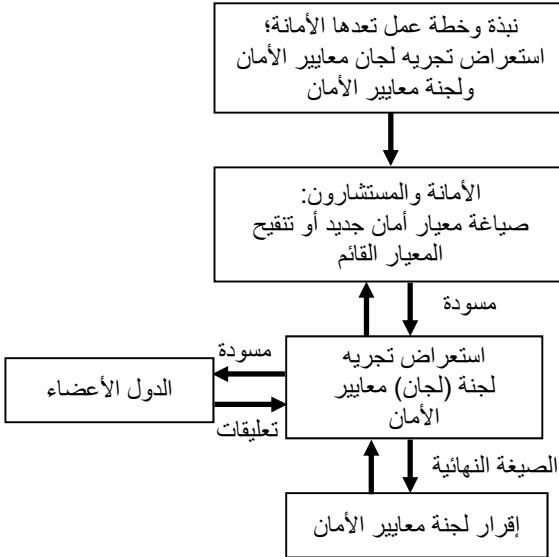 نبذة وخطة عمل تعدها الأمانة؛
استعراض تجريه لجان معايير الأمان
ولجنة معايير الأمان
الأمانة والمستشارون:
صياغة معيار أمان جديد أو تنقيح
المعيار القائم
مسودة
استعراض تجريه
لجنة (لجان) معايير
الأمان
مسودة
الدول الأعضاء
تعليقات
الصيغة النهائية
إقرار لجنة معايير الأمان